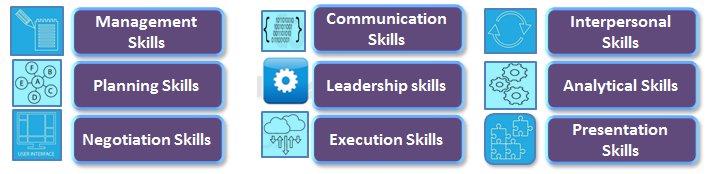 Management
Skills
Communication
Skills
Interpersonal
Skills
F
B
E
A
C
D
Planning Skills
Leadership skills
Analytical Skills
USER INTERFACE
Negotiation Skills
Execution Skills
Presentation
Skills